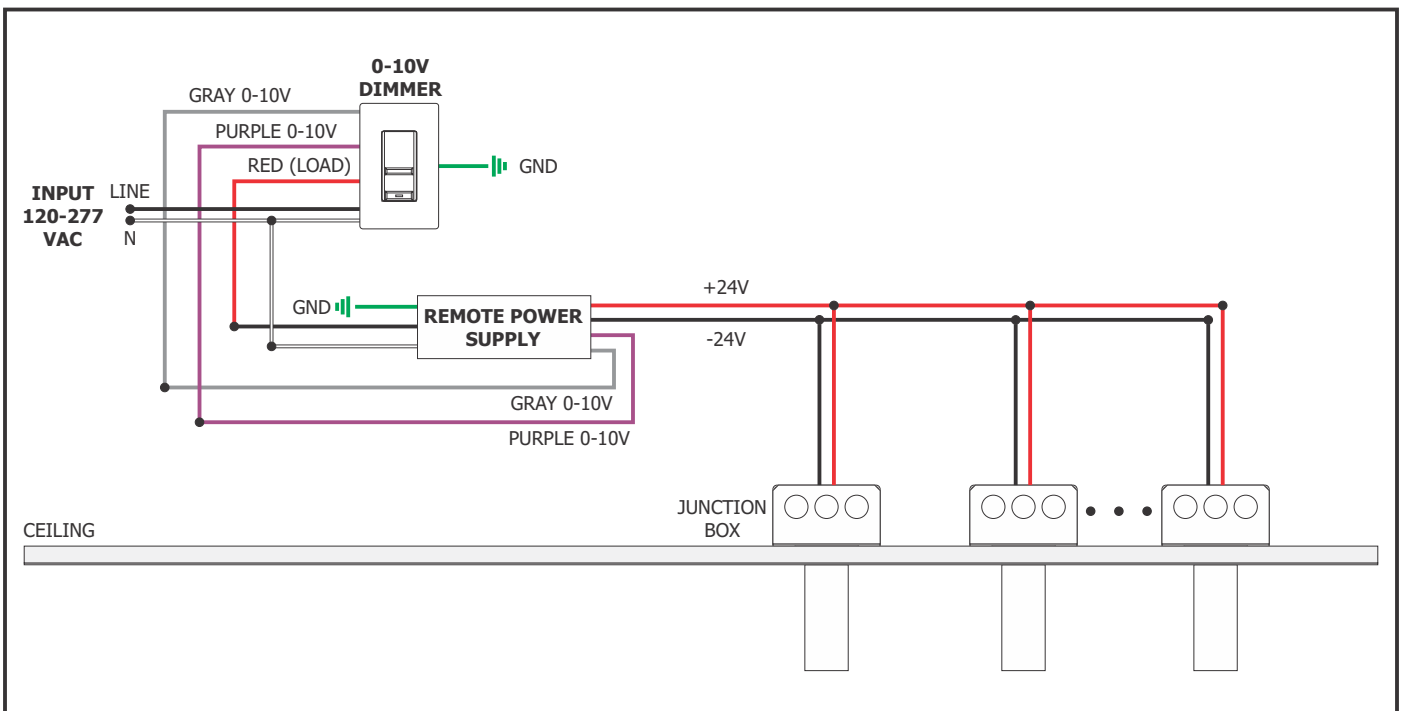 0-10V
DIMMER
GRAY 0-10V
PURPLE 0-10V
RED (LOAD)
GND
INPUT
120-277
VAC
LINE
N
GND
REMOTE POWER
SUPPLY
+24V
-24V
GRAY 0-10V
PURPLE 0-10V
JUNCTION
BOX
CEILING